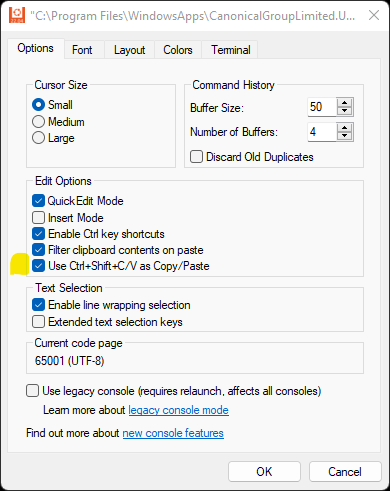 "C:\Program Files\WindowsApps\CanonicalGroupLimited.U...
Options Font Layout Colors Terminal
Cursor Size
Small
Medium
Large
Command History
Buffer Size: 50
Number of Buffers: 4
Discard Old Duplicates
Edit Options
QuickEdit Mode
Insert Mode
Enable Ctrl key shortcuts
Filter clipboard contents on paste
Use Ctrl+Shift+C/V as Copy/Paste
Text Selection
Enable line wrapping selection
Extended text selection keys
Current code page
65001 (UTF-8)
Use legacy console (requires relaunch, affects all consoles)
Learn more about legacy console mode
Find out more about new console features
OK Cancel